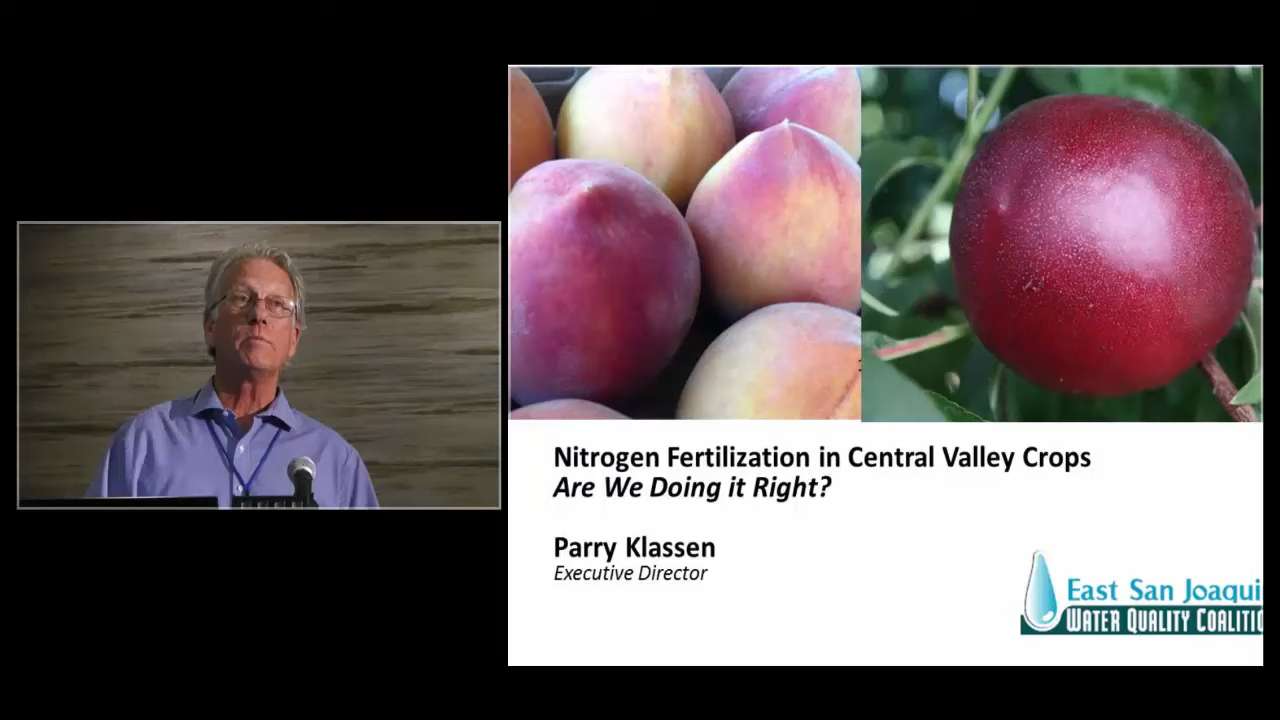 Nitrogen Fertilization in Central Valley Crops
Are We Doing it Right?
Parry Klassen
Executive Director
East San Joaqui
WATER QUALITY COALITIO